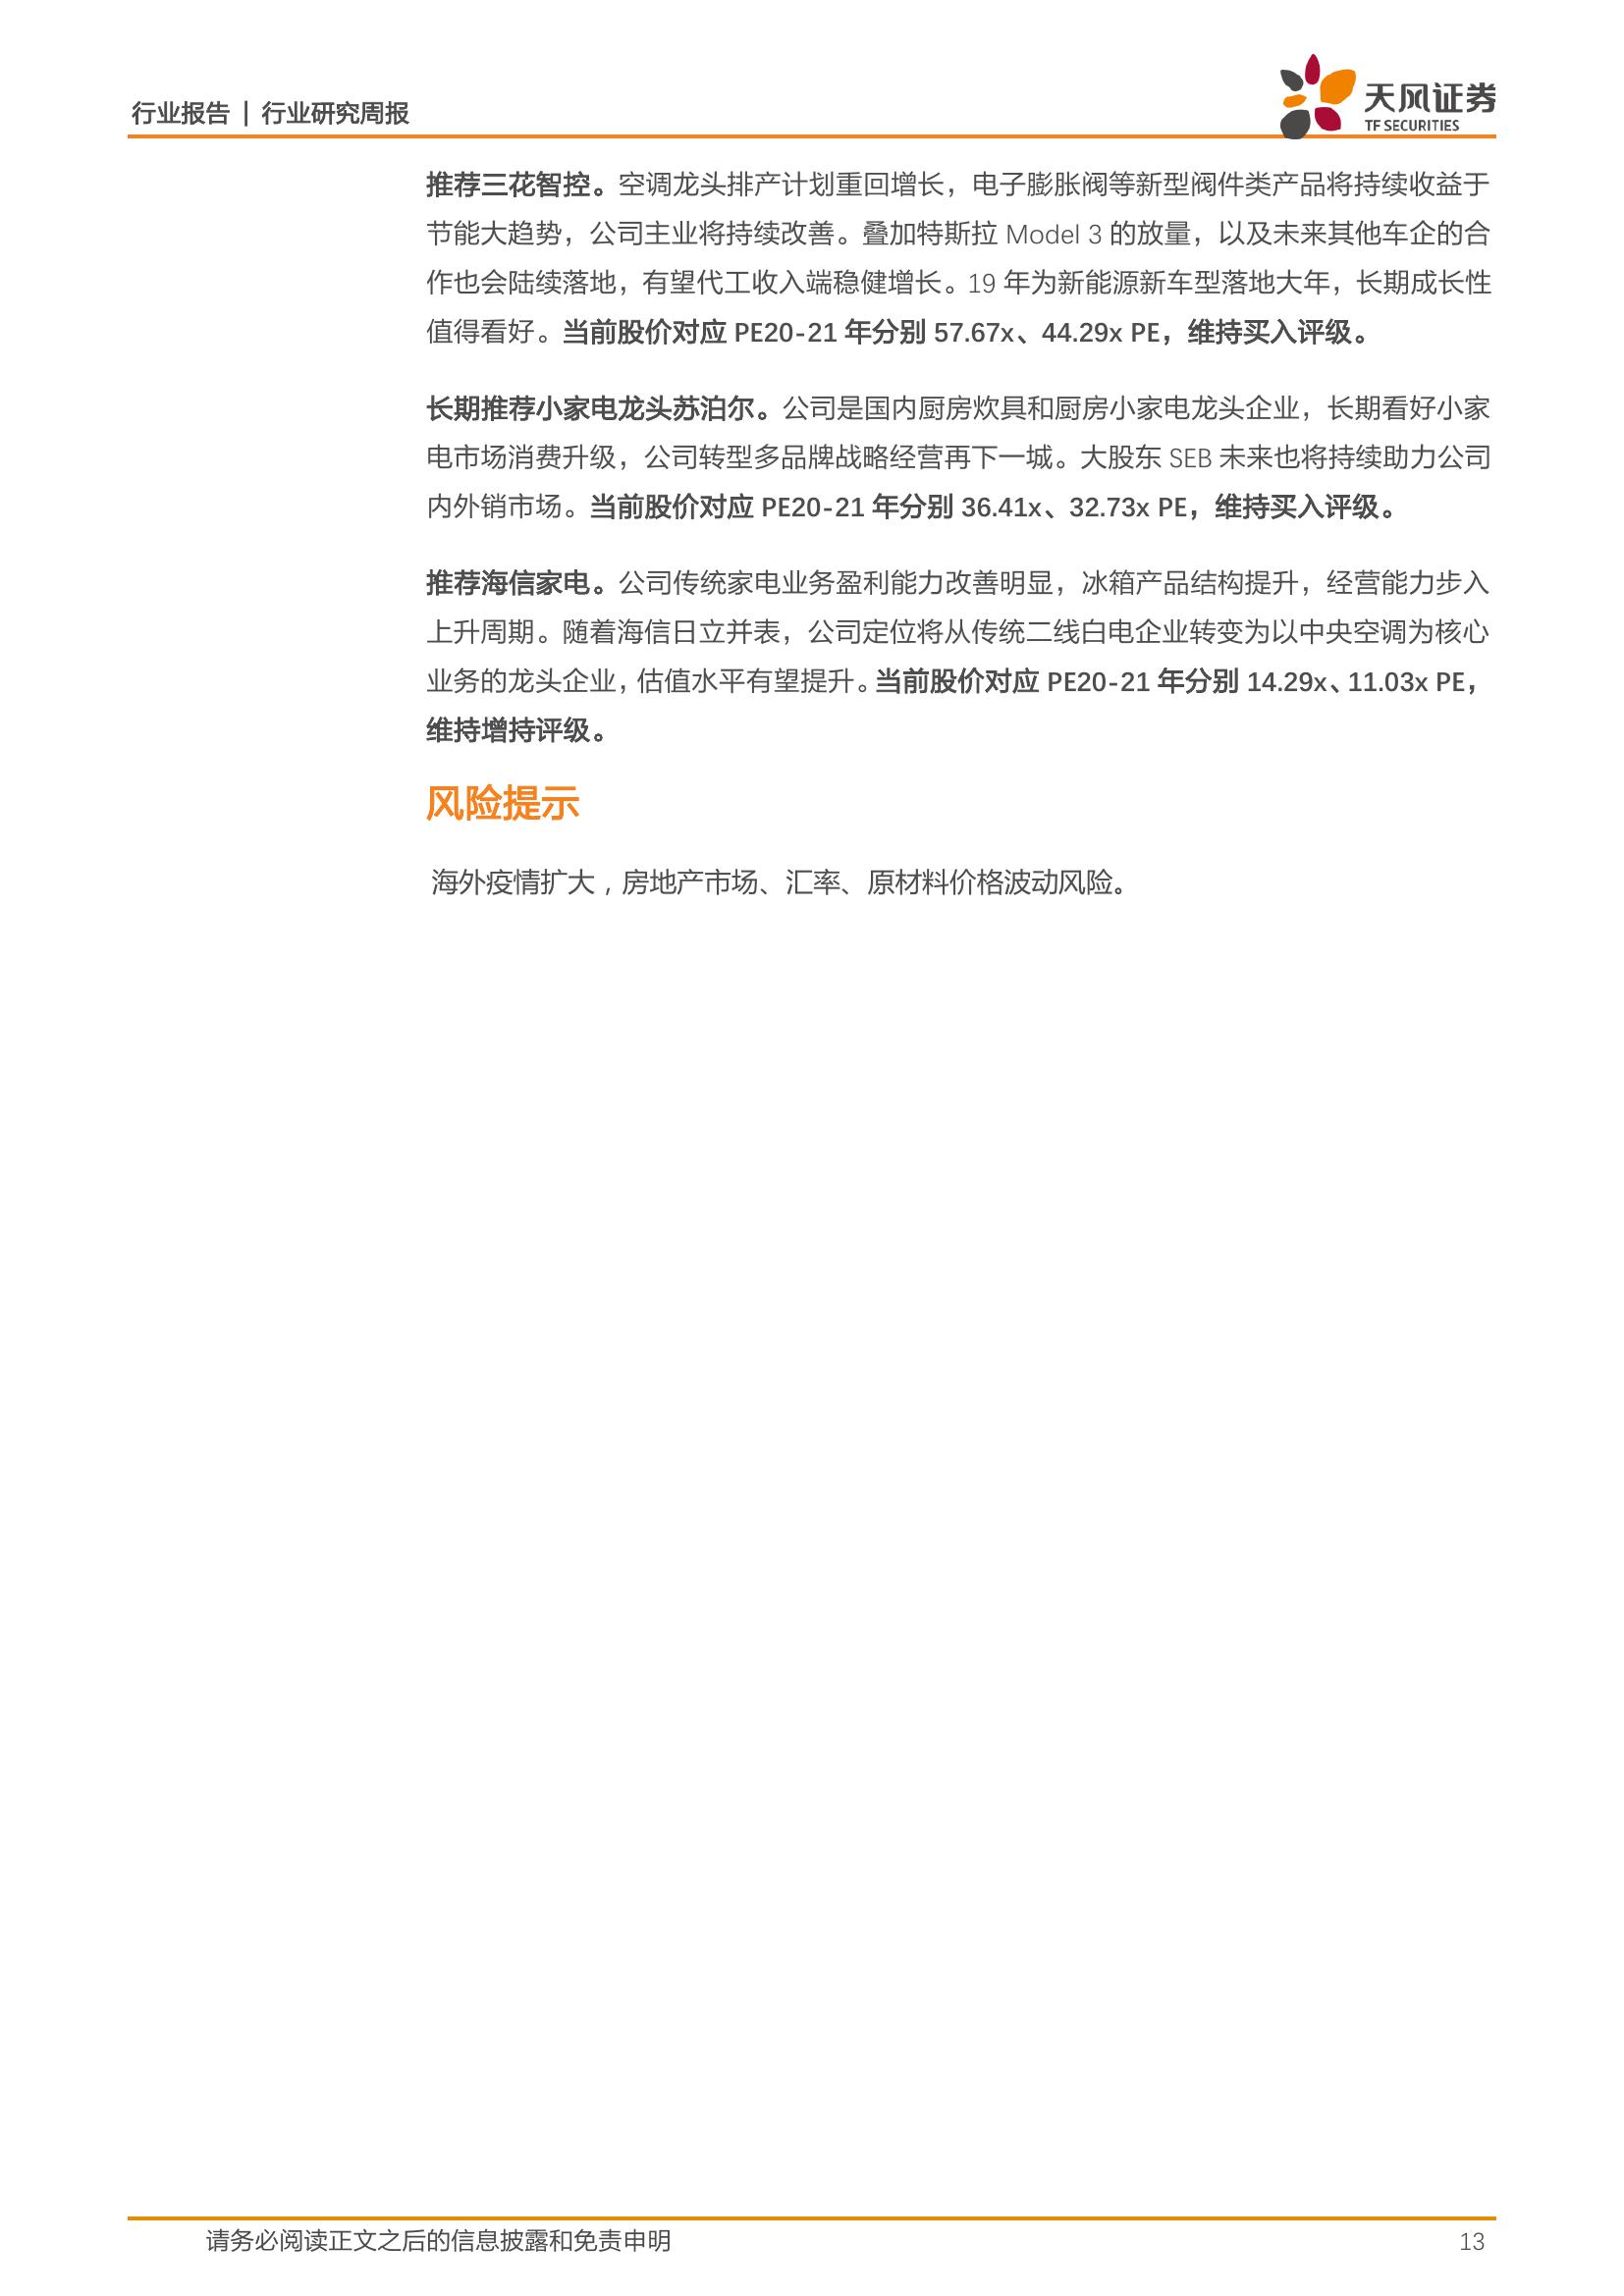 行业报告 | 行业研究周报
天风证券
TF SECURITIES
推荐三花智控。空调龙头排产计划重回增长，电子膨胀阀等新型阀件类产品将持续收益于
节能大趋势，公司主业将持续改善。叠加特斯拉 Model 3 的放量，以及未来其他车企的合
作也会陆续落地，有望代工收入端稳健增长。19 年为新能源新车型落地大年，长期成长性
值得看好。当前股价对应 PE20-21 年分别 57.67x、44.29x PE，维持买入评级。
长期推荐小家电龙头苏泊尔。公司是国内厨房炊具和厨房小家电龙头企业，长期看好小家
电市场消费升级，公司转型多品牌战略经营再下一城。大股东 SEB 未来也将持续助力公司
内外销市场。当前股价对应 PE20-21 年分别 36.41x、32.73x PE，维持买入评级。
推荐海信家电。公司传统家电业务盈利能力改善明显，冰箱产品结构提升，经营能力步入
上升周期。随着海信日立并表，公司定位将从传统二线白电企业转变为以中央空调为核心
业务的龙头企业，估值水平有望提升。当前股价对应 PE20-21 年分别 14.29x、11.03x PE，
维持增持评级。
风险提示
海外疫情扩大，房地产市场、汇率、原材料价格波动风险。
请务必阅读正文之后的信息披露和免责申明
13